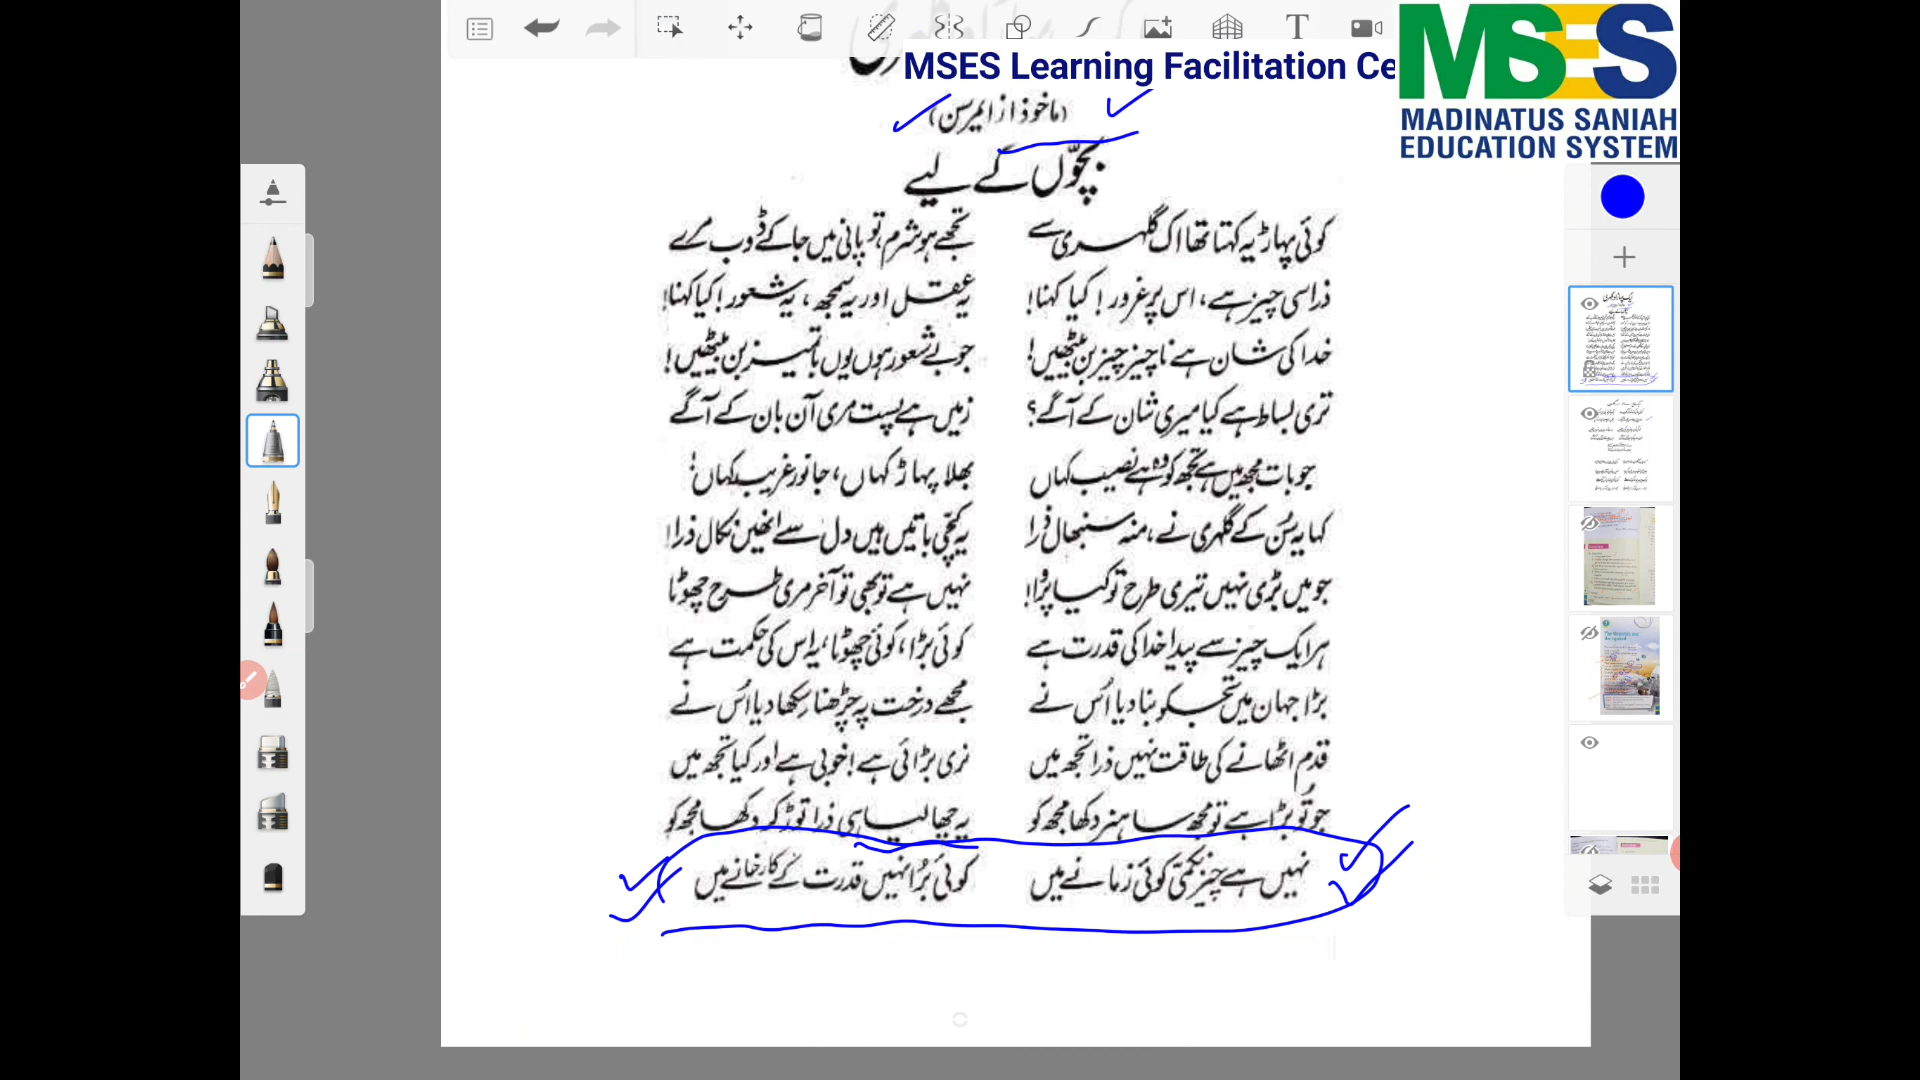 MSES Learning Facilitation Ce
MSES
MADINATUS SANIAH
EDUCATION SYSTEM
(ماخوذ از ایمرسن)
بچّوں کے لیے
کوئی پہاڑ یہ کہتا تھا اک گلہری سے
تجھے ہو شرم، تو پانی میں جا کے ڈوب مرے
ذرا سی چیز ہے، اس پر غرور! کیا کہنا!
یہ عقل اور یہ سمجھ، یہ شعور! کیا کہنا!
خدا کی شان ہے ناچیز چیز بن بیٹھیں!
جو بے شعور ہوں یوں باتمیز بن بیٹھیں!
تری بساط ہے کیا میری شان کے آگے؟
زمیں ہے پست مری آن بان کے آگے
جو بات مجھ میں ہے تجھ کو وہ ہے نصیب کہاں
بھلا پہاڑ کہاں، جانور غریب کہاں!
کہا یہ سُن کے گلہری نے، منہ سنبھال ذرا
یہ کچّی باتیں ہیں دل سے انھیں نکال ذرا!
جو میں بڑی نہیں تیری طرح تو کیا پروا!
نہیں ہے تو بھی تو آخر مری طرح چھوٹا
ہر ایک چیز سے پیدا خدا کی قدرت ہے
کوئی بڑا، کوئی چھوٹا، یہ اس کی حکمت ہے
بڑا جہان میں تجھ کو بنا دیا اُس نے
مجھے درخت پہ چڑھنا سکھا دیا اُس نے
قدم اٹھانے کی طاقت نہیں ذرا تجھ میں
نری بڑائی ہے! خوبی ہے اور کیا تجھ میں
جو تُو بڑا ہے تو مجھ سا ہنر دکھا مجھ کو
یہ چھالیا ہی ذرا توڑ کر دکھا مجھ کو
نہیں ہے چیز نکمّی کوئی زمانے میں
کوئی بُرا نہیں قدرت کے کارخانے میں